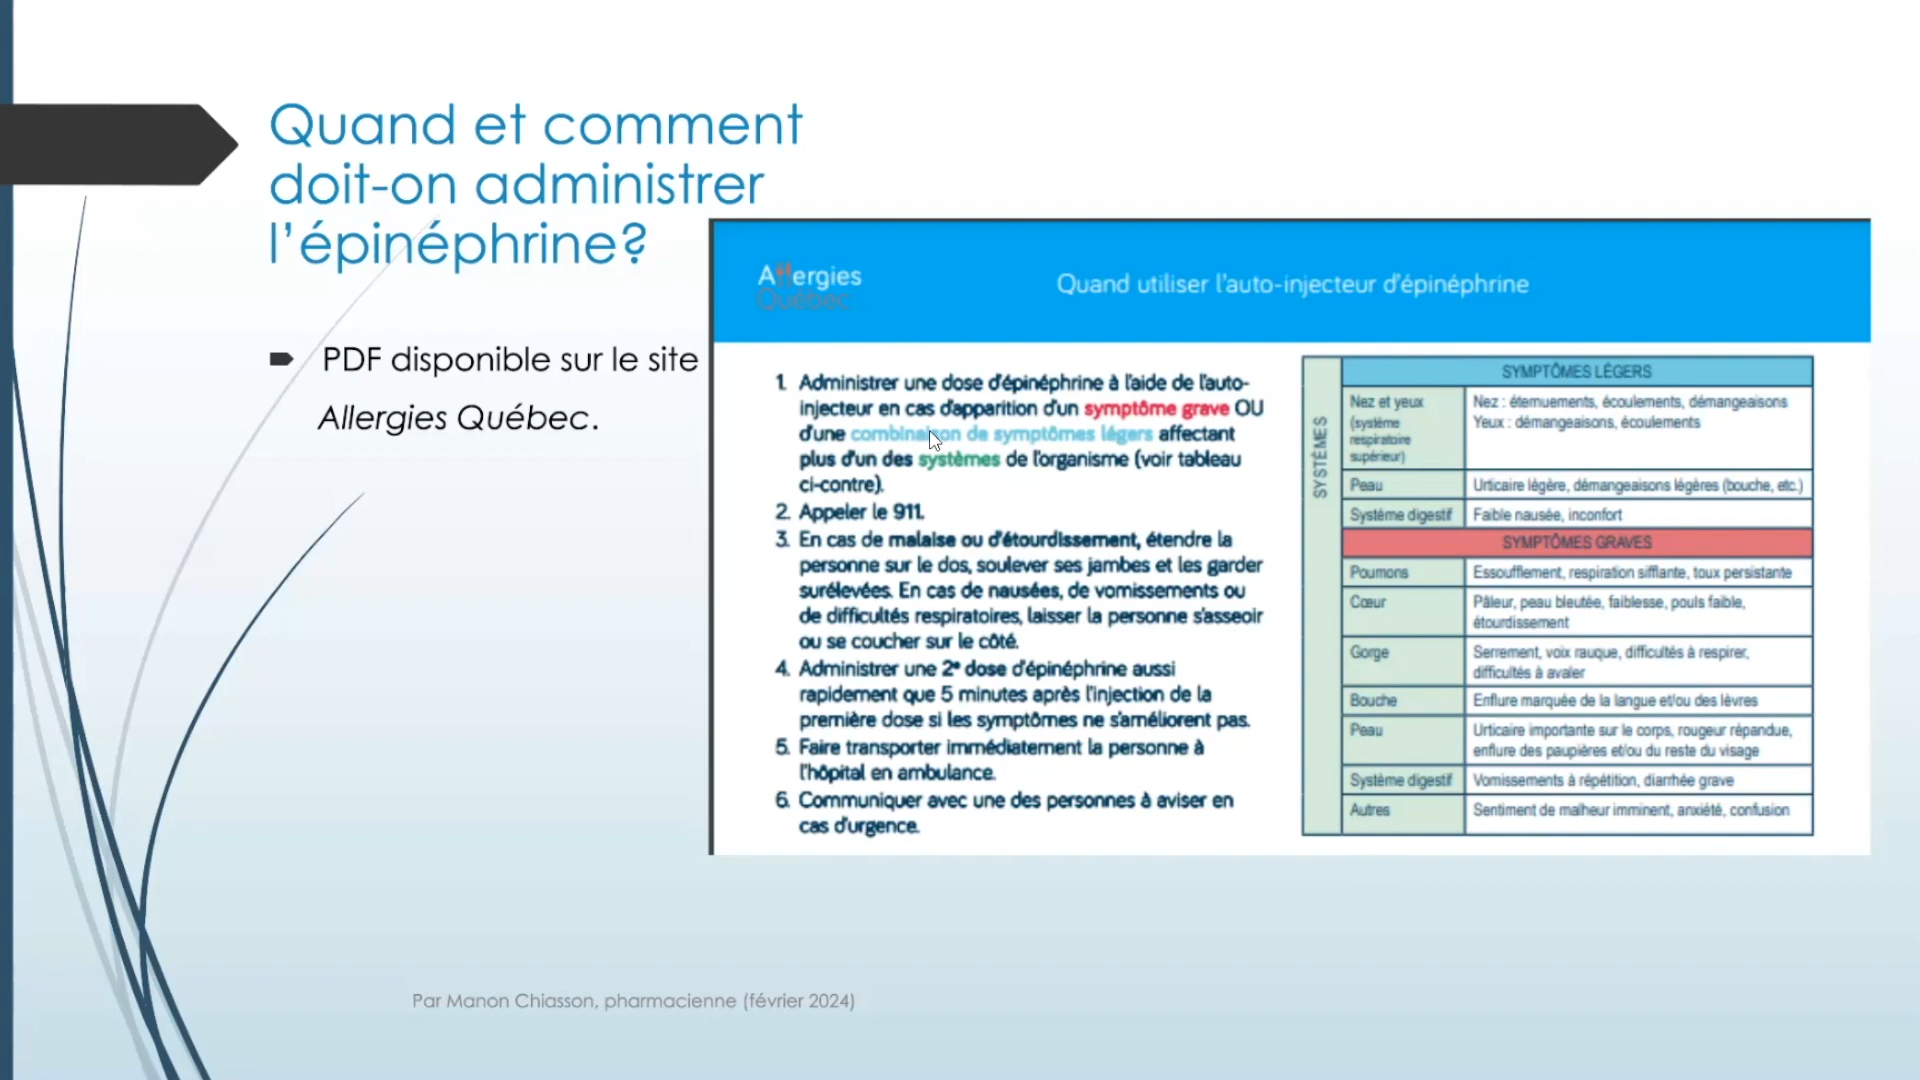 Quand et comment
doit-on administrer
l'épinéphrine?
PDF disponible sur le site
Allergies Québec.
Allergies
Québec
Quand utiliser l'auto-injecteur d'épinéphrine
1. Administrer une dose d'épinéphrine à l'aide de l'auto-
injecteur en cas d'apparition d'un symptôme grave OU
d'une combinaison de symptômes légers affectant
plus d'un des systèmes de l'organisme (voir tableau
ci-contre).
2. Appeler le 911.
3. En cas de malaise ou d'étourdissement, étendre la
personne sur le dos, soulever ses jambes et les garder
surélevées. En cas de nausées, de vomissements ou
de difficultés respiratoires, laisser la personne s'asseoir
ou se coucher sur le côté.
4. Administrer une 2e dose d'épinéphrine aussi
rapidement que 5 minutes après l'injection de la
première dose si les symptômes ne s'améliorent pas.
5. Faire transporter immédiatement la personne à
l'hôpital en ambulance.
6. Communiquer avec une des personnes à aviser en
cas d'urgence.
SYSTÈMES
SYMPTÔMES LÉGERS
Nez et yeux
(système
respiratoire
supérieur)
Nez : éternuements, écoulements, démangeaisons
Yeux : démangeaisons, écoulements
Peau
Urticaire légère, démangeaisons légères (bouche, etc.)
Système digestif
Faible nausée, inconfort
SYMPTÔMES GRAVES
Poumons
Essoufflement, respiration sifflante, toux persistante
Cœur
Pâleur, peau bleutée, faiblesse, pouls faible,
étourdissement
Gorge
Serrement, voix rauque, difficultés à respirer,
difficultés à avaler
Bouche
Enflure marquée de la langue et/ou des lèvres
Peau
Urticaire importante sur le corps, rougeur répandue,
enflure des paupières et/ou du reste du visage
Système digestif
Vomissements à répétition, diarrhée grave
Autres
Sentiment de malheur imminent, anxiété, confusion
Par Manon Chiasson, pharmacienne (février 2024)